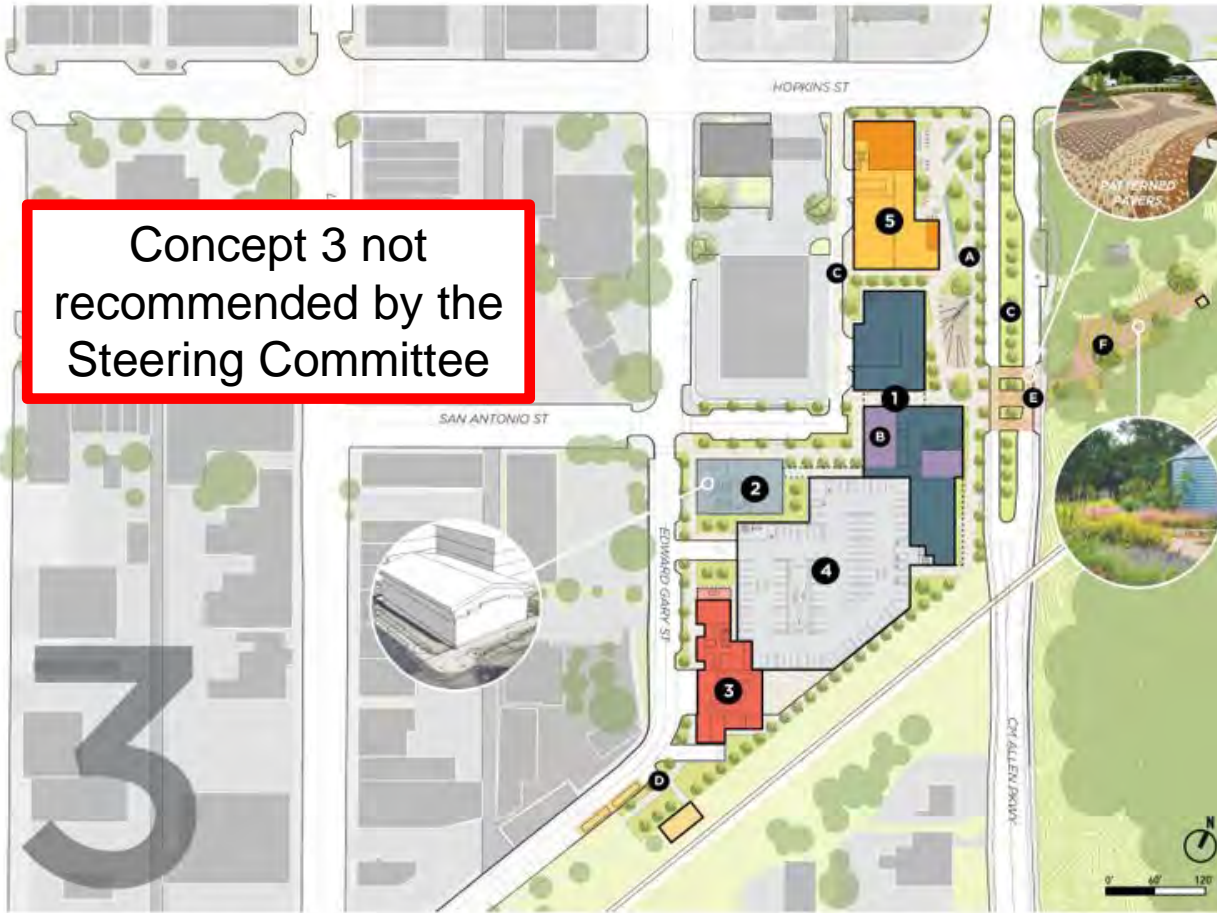 HOPKINS ST
PATTERNED
PAVERS
Concept 3 not
recommended by the
Steering Committee
5
A
C
C
F
1
E
SAN ANTONIO ST
B
2
EDWARD GARY ST
4
3
3
D
CM ALLEN PKWY
N
0' 60' 120'